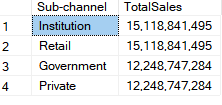 Sub-channel TotalSales
1 Institution 15,118,841,495
2 Retail 15,118,841,495
3 Government 12,248,747,284
4 Private 12,248,747,284